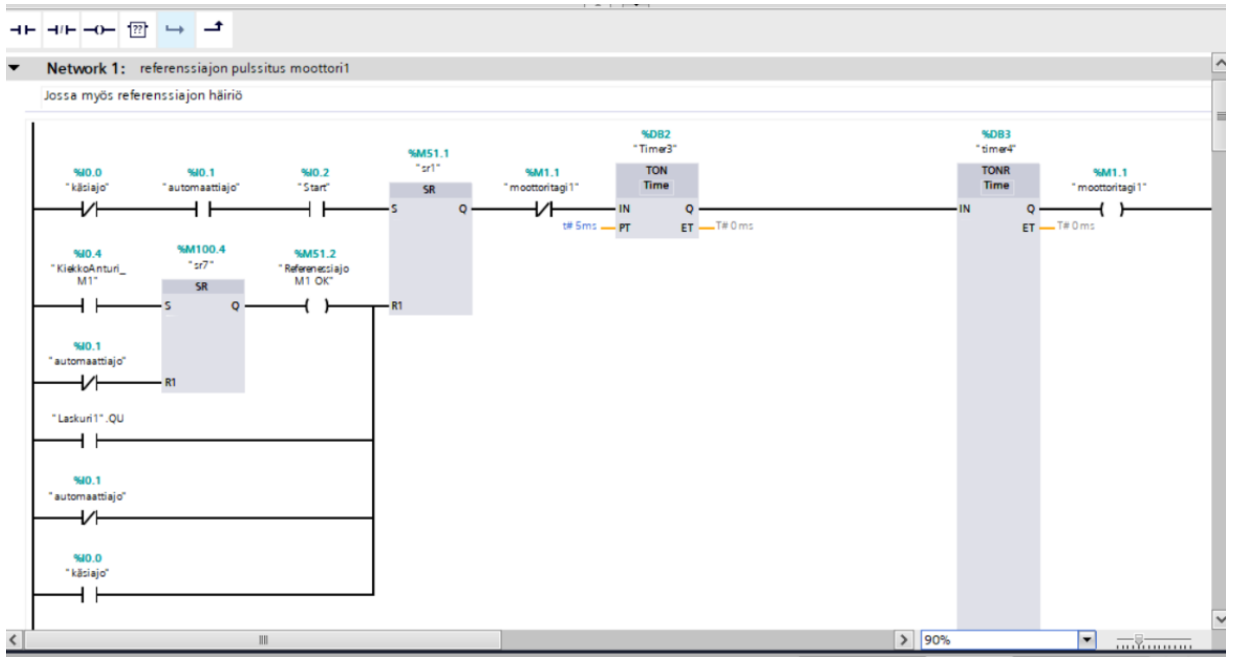 ??
Network 1: referenssiajon pulssitus moottori1
Jossa myös referenssiajon häiriö
%I0.0
"käsiajo"
%I0.1
"automaattiajo"
%I0.2
"Start"
%M51.1
"sr1"
SR
S Q
R1
%M1.1
"moottoritagi1"
%DB2
"Timer3"
TON
Time
IN Q
t# 5ms PT ET T# 0ms
%DB3
"timer4"
TONR
Time
IN Q
ET T# 0ms
%M1.1
"moottoritagi1"
%I0.4
"KiekkoAnturi_
M1"
%M100.4
"sr7"
SR
S Q
R1
%M51.2
"Referenessiajo
M1 OK"
%I0.1
"automaattiajo"
"Laskuri1".QU
%I0.1
"automaattiajo"
%I0.0
"käsiajo"
90%